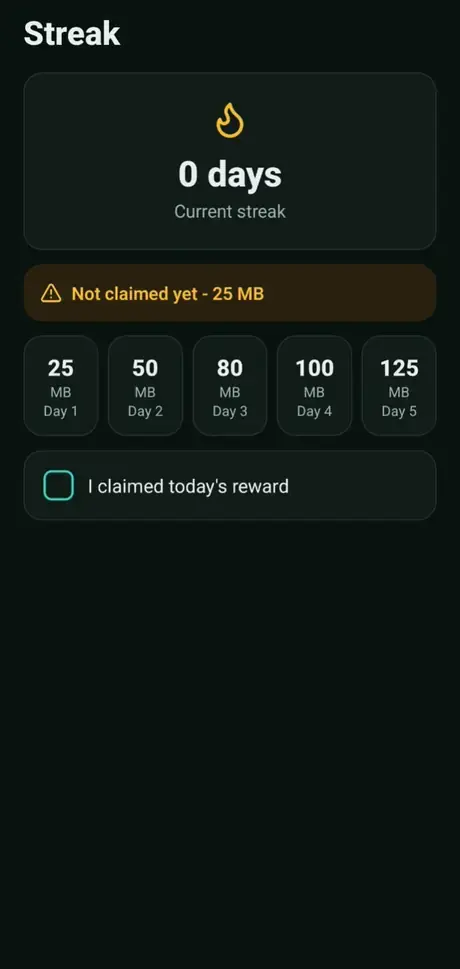 Streak
0 days
Current streak
Not claimed yet - 25 MB
25
MB
Day 1
50
MB
Day 2
80
MB
Day 3
100
MB
Day 4
125
MB
Day 5
I claimed today's reward